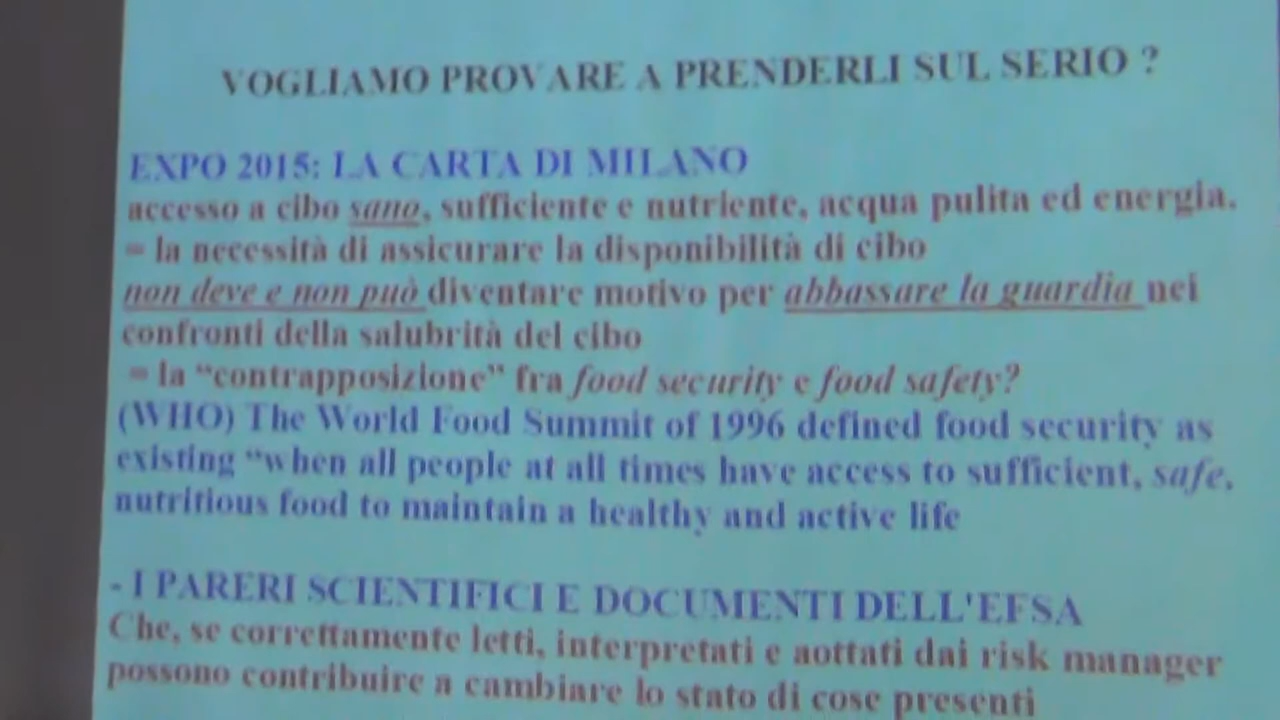 VOGLIAMO PROVARE A PRENDERLI SUL SERIO ?
EXPO 2015: LA CARTA DI MILANO
accesso a cibo sano, sufficiente e nutriente, acqua pulita ed energia.
= la necessità di assicurare la disponibilità di cibo
non deve e non può diventare motivo per abbassare la guardia nei
confronti della salubrità del cibo
= la “contrapposizione” fra food security e food safety?
(WHO) The World Food Summit of 1996 defined food security as
existing “when all people at all times have access to sufficient, safe,
nutritious food to maintain a healthy and active life
- I PARERI SCIENTIFICI E DOCUMENTI DELL'EFSA
Che, se correttamente letti, interpretati e aottati dai risk manager
possono contribuire a cambiare lo stato di cose presenti